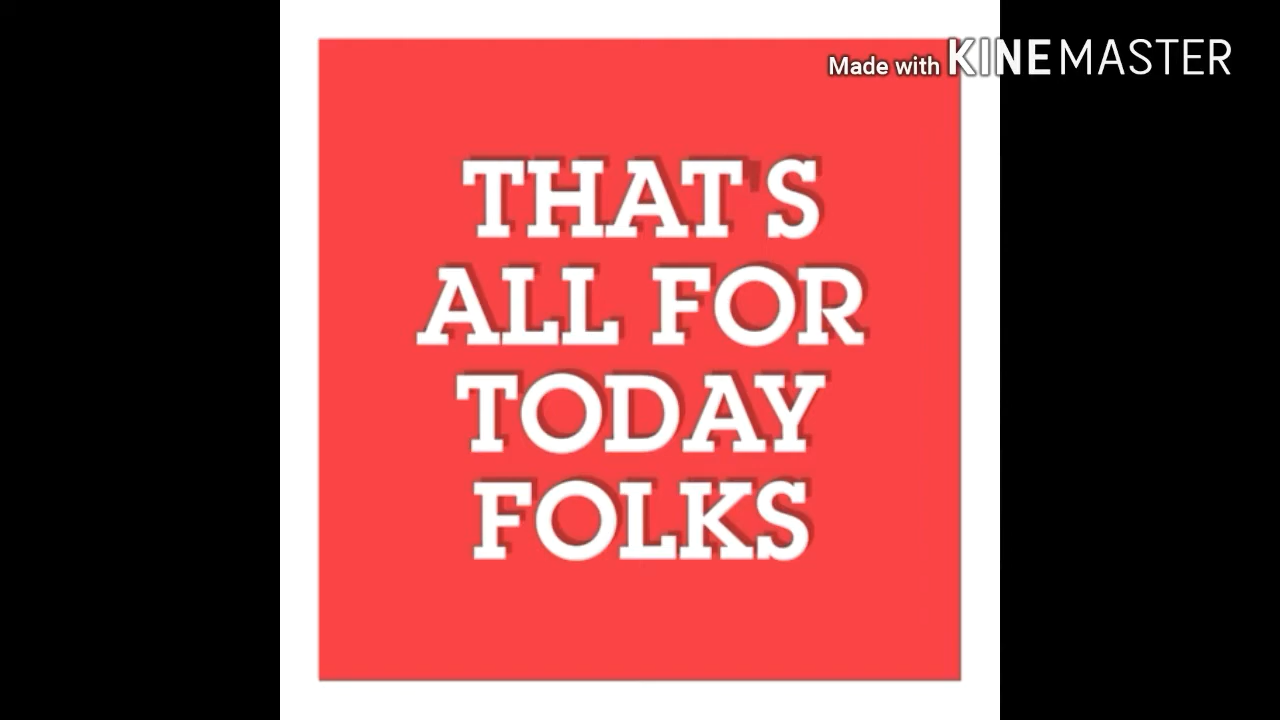 Made with KINEMASTER
THAT'S
ALL FOR
TODAY
FOLKS